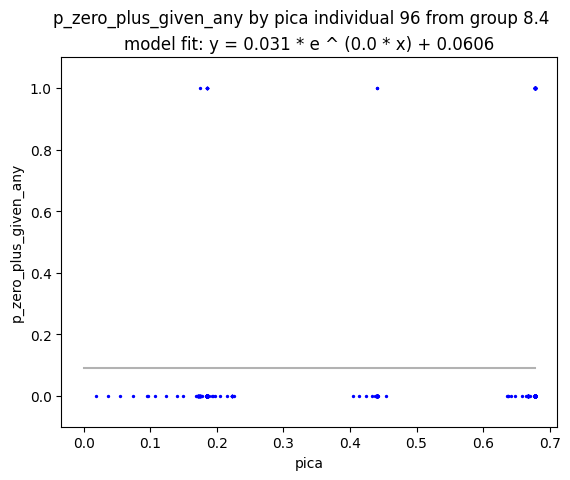 p_zero_plus_given_any by pica individual 96 from group 8.4
model fit: y = 0.031 * e ^ (0.0 * x) + 0.0606
1.0
0.8
0.6
0.4
0.2
0.0
p_zero_plus_given_any
0.0 0.1 0.2 0.3 0.4 0.5 0.6 0.7
pica